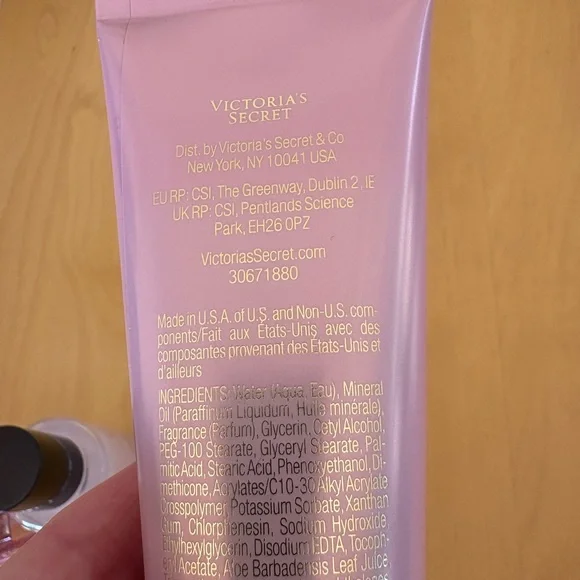 VICTORIA'S
SECRET
Dist. by Victoria's Secret & Co
New York, NY 10041 USA
EU RP: CSI, The Greenway, Dublin 2, IE
UK RP: CSI, Pentlands Science
Park, EH26 0PZ
VictoriasSecret.com
30671880
Made in U.S.A. of U.S. and Non-U.S. com-
ponents/Fait aux États-Unis avec des
composantes provenant des États-Unis et
d'ailleurs
INGREDIENTS: Water (Aqua, Eau), Mineral
Oil (Paraffinum Liquidum, Huile minérale),
Fragrance (Parfum), Glycerin, Cetyl Alcohol,
PEG-100 Stearate, Glyceryl Stearate, Pal-
mitic Acid, Stearic Acid, Phenoxyethanol, Di-
methicone, Acrylates/C10-30 Alkyl Acrylate
Crosspolymer, Potassium Sorbate, Xanthan
Gum, Chlorphenesin, Sodium Hydroxide,
Ethylhexylglycerin, Disodium EDTA, Tocoph-
Acetate, Aloe Barbadensis Leaf Juice